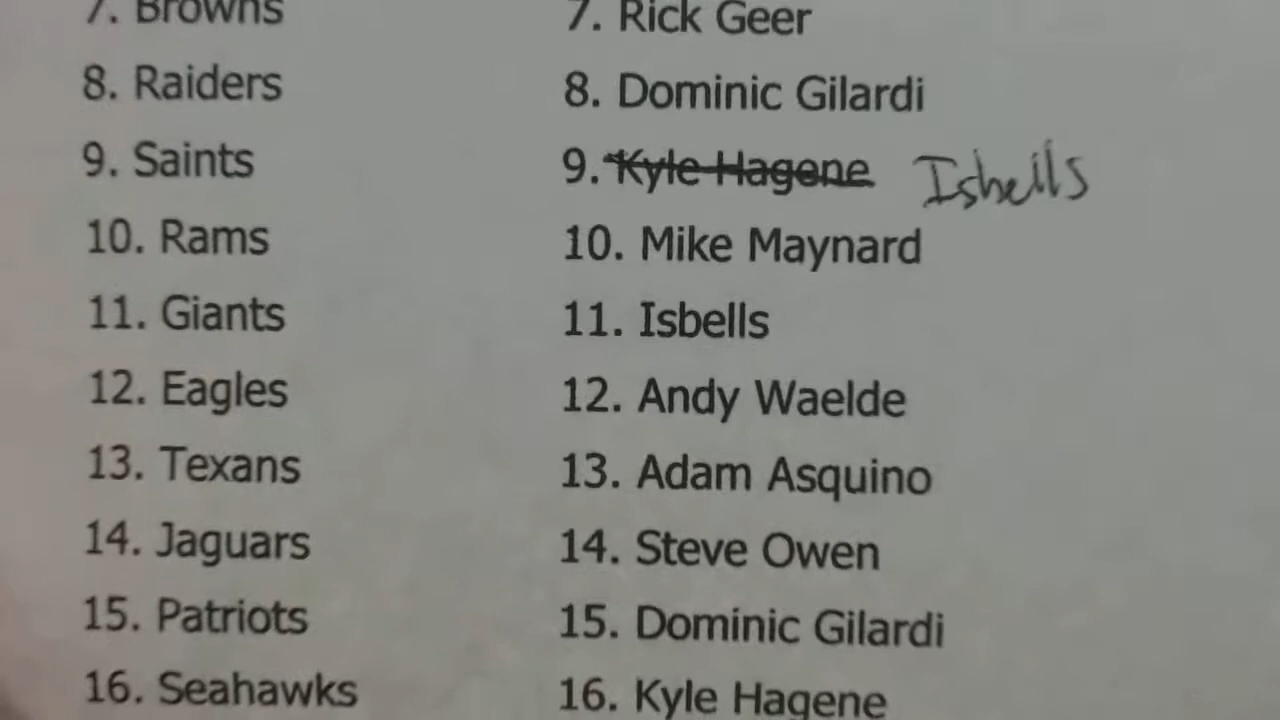 7. Browns 7. Rick Geer
8. Raiders 8. Dominic Gilardi
9. Saints 9. Kyle Hagene Isbells
10. Rams 10. Mike Maynard
11. Giants 11. Isbells
12. Eagles 12. Andy Waelde
13. Texans 13. Adam Asquino
14. Jaguars 14. Steve Owen
15. Patriots 15. Dominic Gilardi
16. Seahawks 16. Kyle Hagene